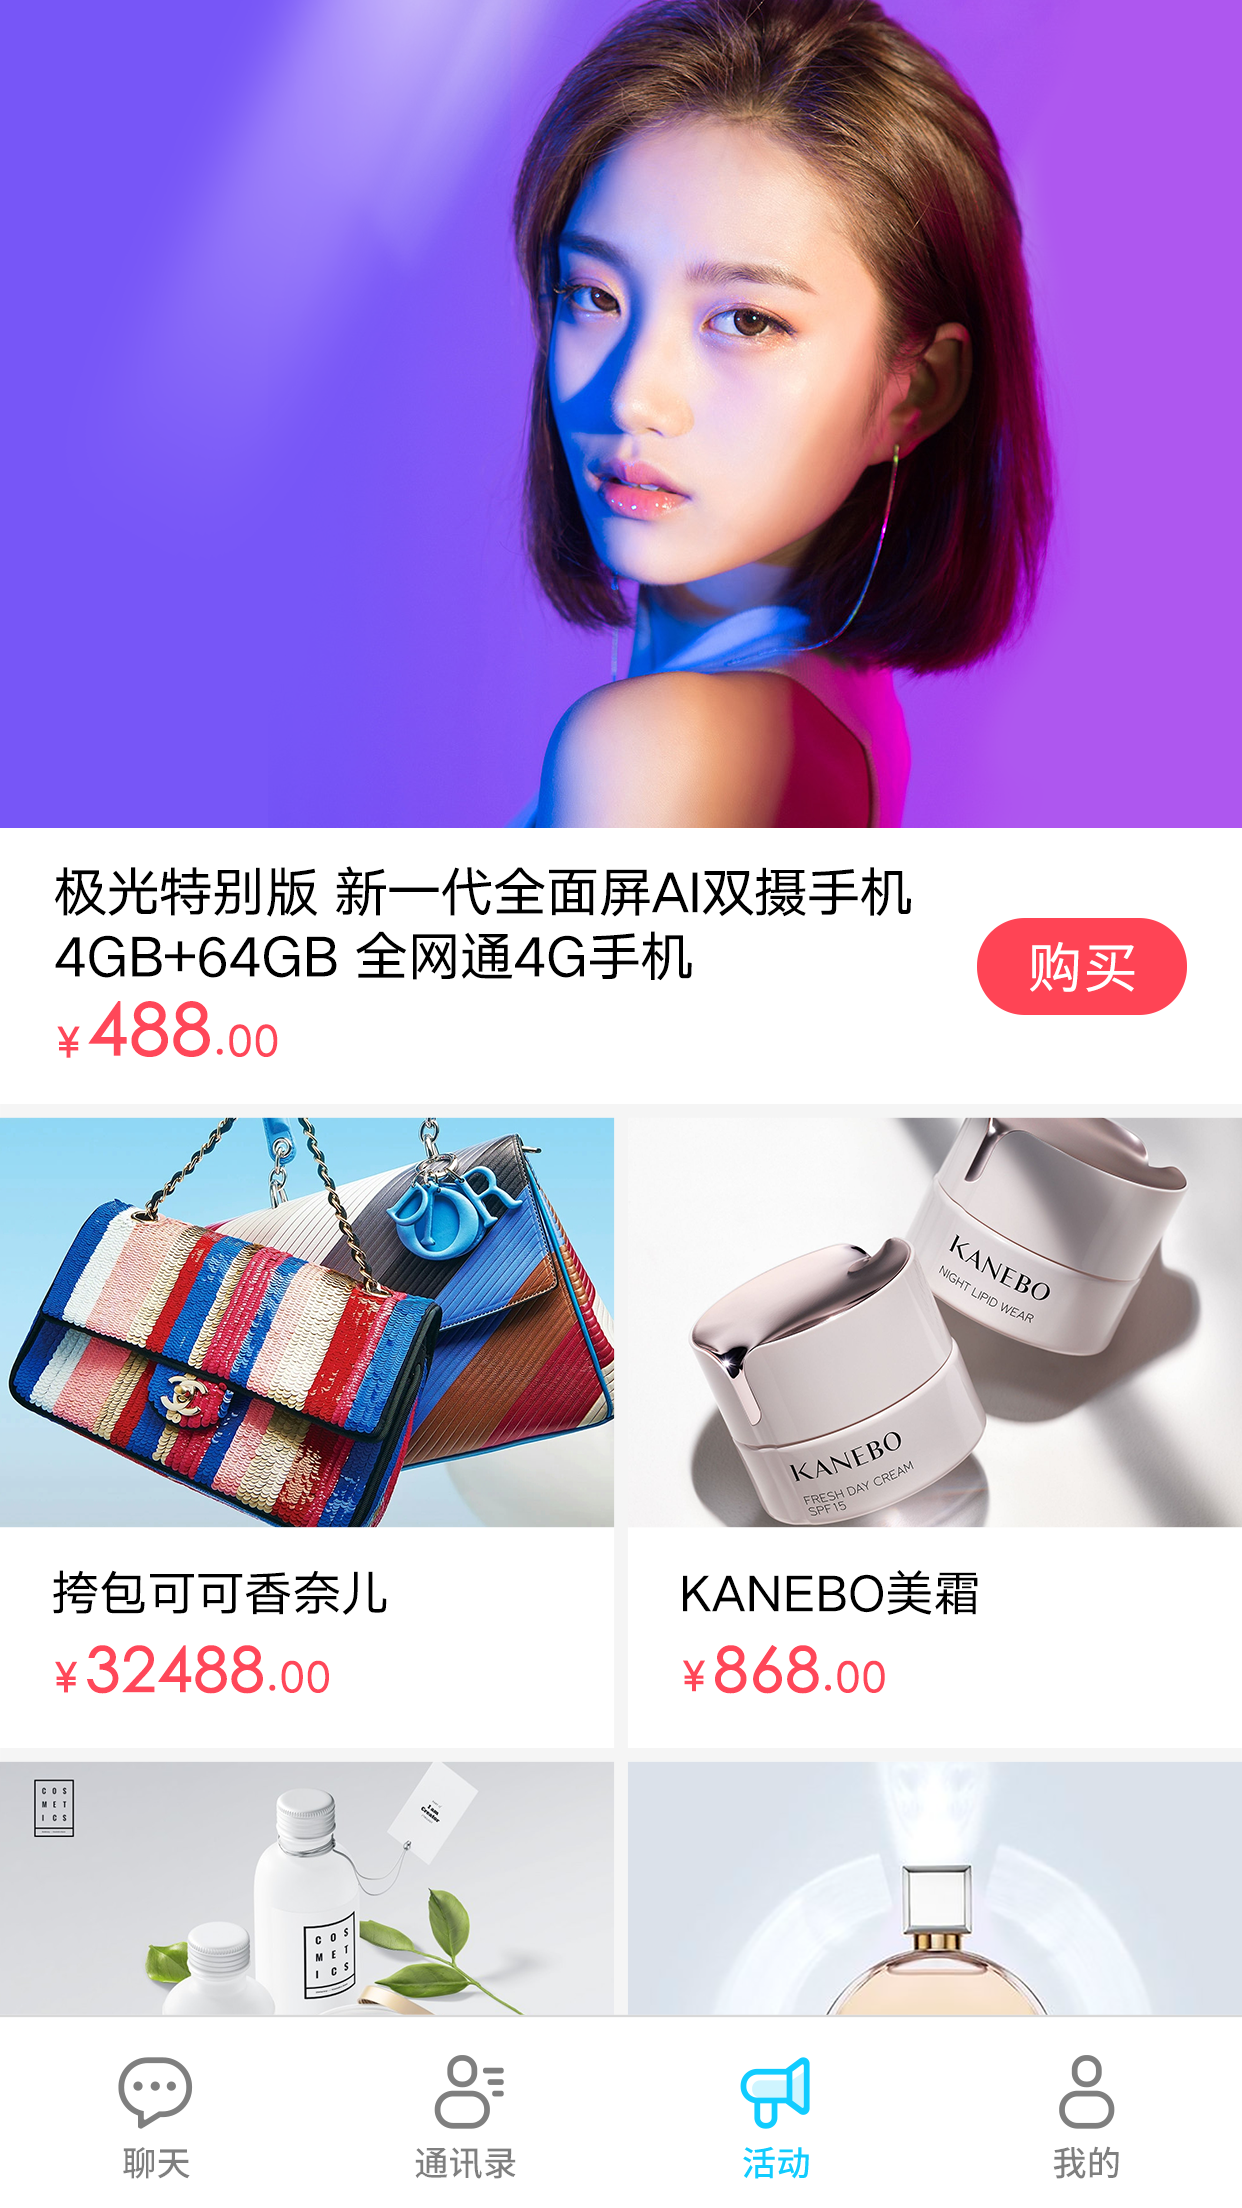 极光特别版 新一代全面屏AI双摄手机
4GB+64GB 全网通4G手机
¥488.00
购买
DIOR
KANEBO
NIGHT LIPID WEAR
KANEBO
FRESH DAY CREAM
SPF15
挎包可可香奈儿
¥32488.00
KANEBO美霜
¥868.00
COS
MET
ICS
I am
Creator
COS
MET
ICS
聊天
通讯录
活动
我的